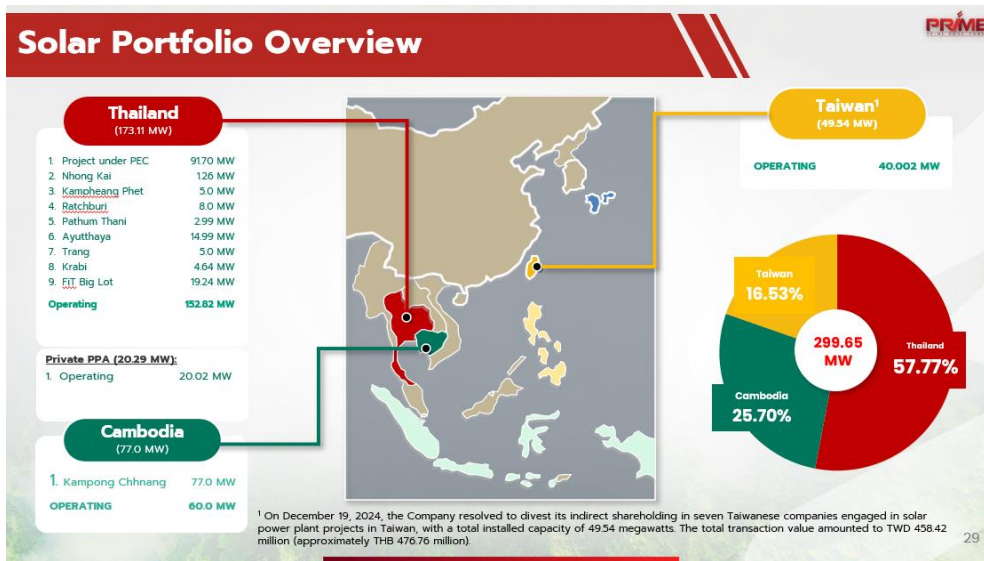 Solar Portfolio Overview
PRIME
Thailand
(173.11 MW)
1. Project under PEC 91.70 MW
2. Nhong Kai 1.26 MW
3. Kampheang Phet 5.0 MW
4. Ratchburi 8.0 MW
5. Pathum Thani 2.99 MW
6. Ayutthaya 14.99 MW
7. Trang 5.0 MW
8. Krabi 4.64 MW
9. FiT Big Lot 19.24 MW
Operating 152.82 MW
Private PPA (20.29 MW):
1. Operating 20.02 MW
Cambodia
(77.0 MW)
1. Kampong Chhnang 77.0 MW
OPERATING 60.0 MW
Taiwan¹
(49.54 MW)
OPERATING 40.002 MW
Taiwan
16.53%
299.65
MW
Thailand
57.77%
Cambodia
25.70%
¹ On December 19, 2024, the Company resolved to divest its indirect shareholding in seven Taiwanese companies engaged in solar
power plant projects in Taiwan, with a total installed capacity of 49.54 megawatts. The total transaction value amounted to TWD 458.42
million (approximately THB 476.76 million).
29